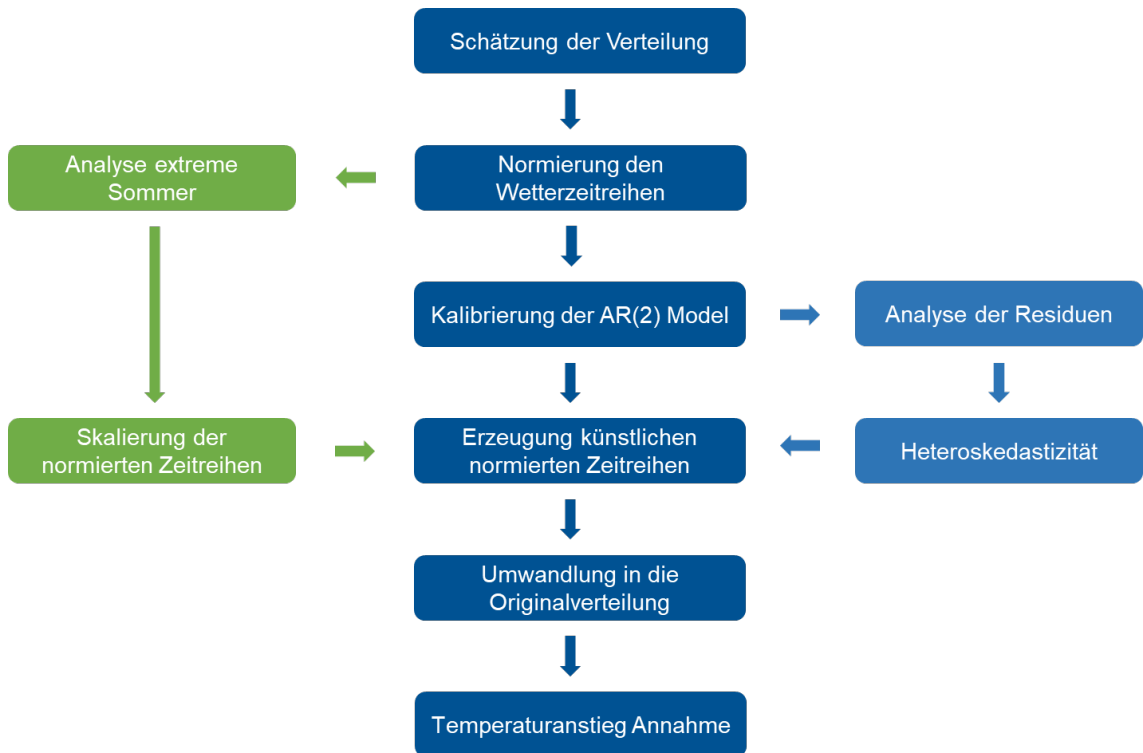 Schätzung der Verteilung
Analyse extreme
Sommer
Normierung den
Wetterzeitreihen
Kalibrierung der AR(2) Model
Analyse der Residuen
Skalierung der
normierten Zeitreihen
Erzeugung künstlichen
normierten Zeitreihen
Heteroskedastizität
Umwandlung in die
Originalverteilung
Temperaturanstieg Annahme